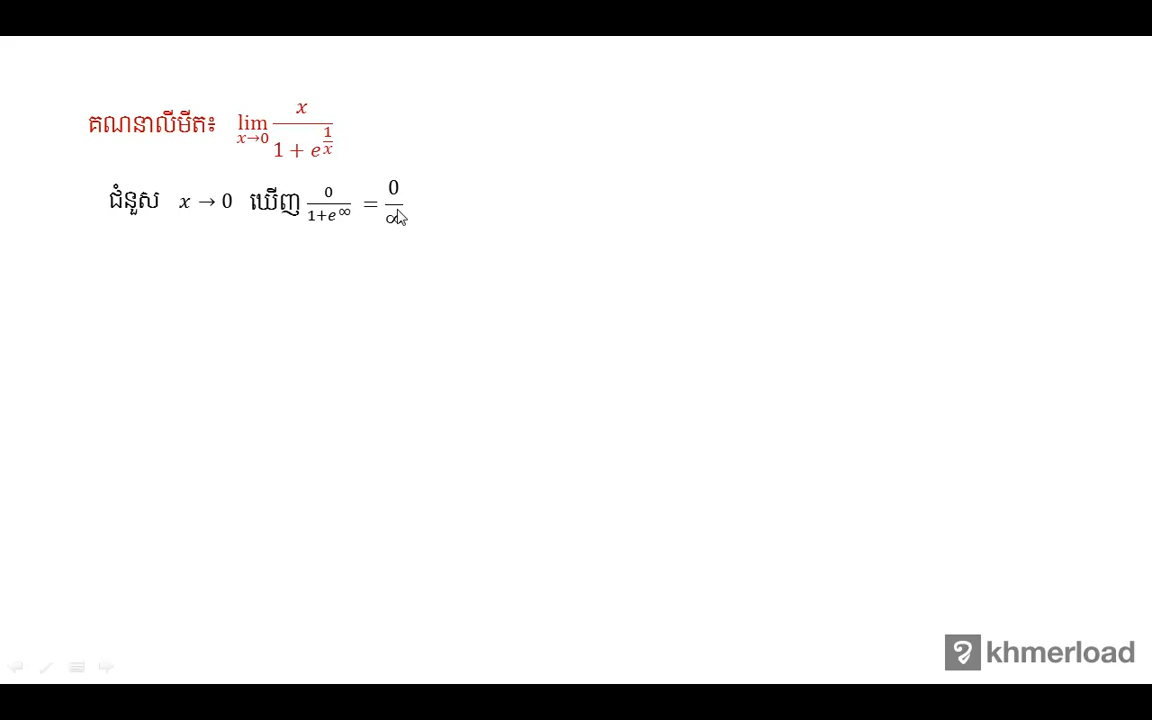 គណនាលីមីត៖ lim x→0 x / (1 + e^(1/x))
ជំនួស x → 0 ឃើញ 0 / (1+e^∞) = 0 / ∞
khmerload